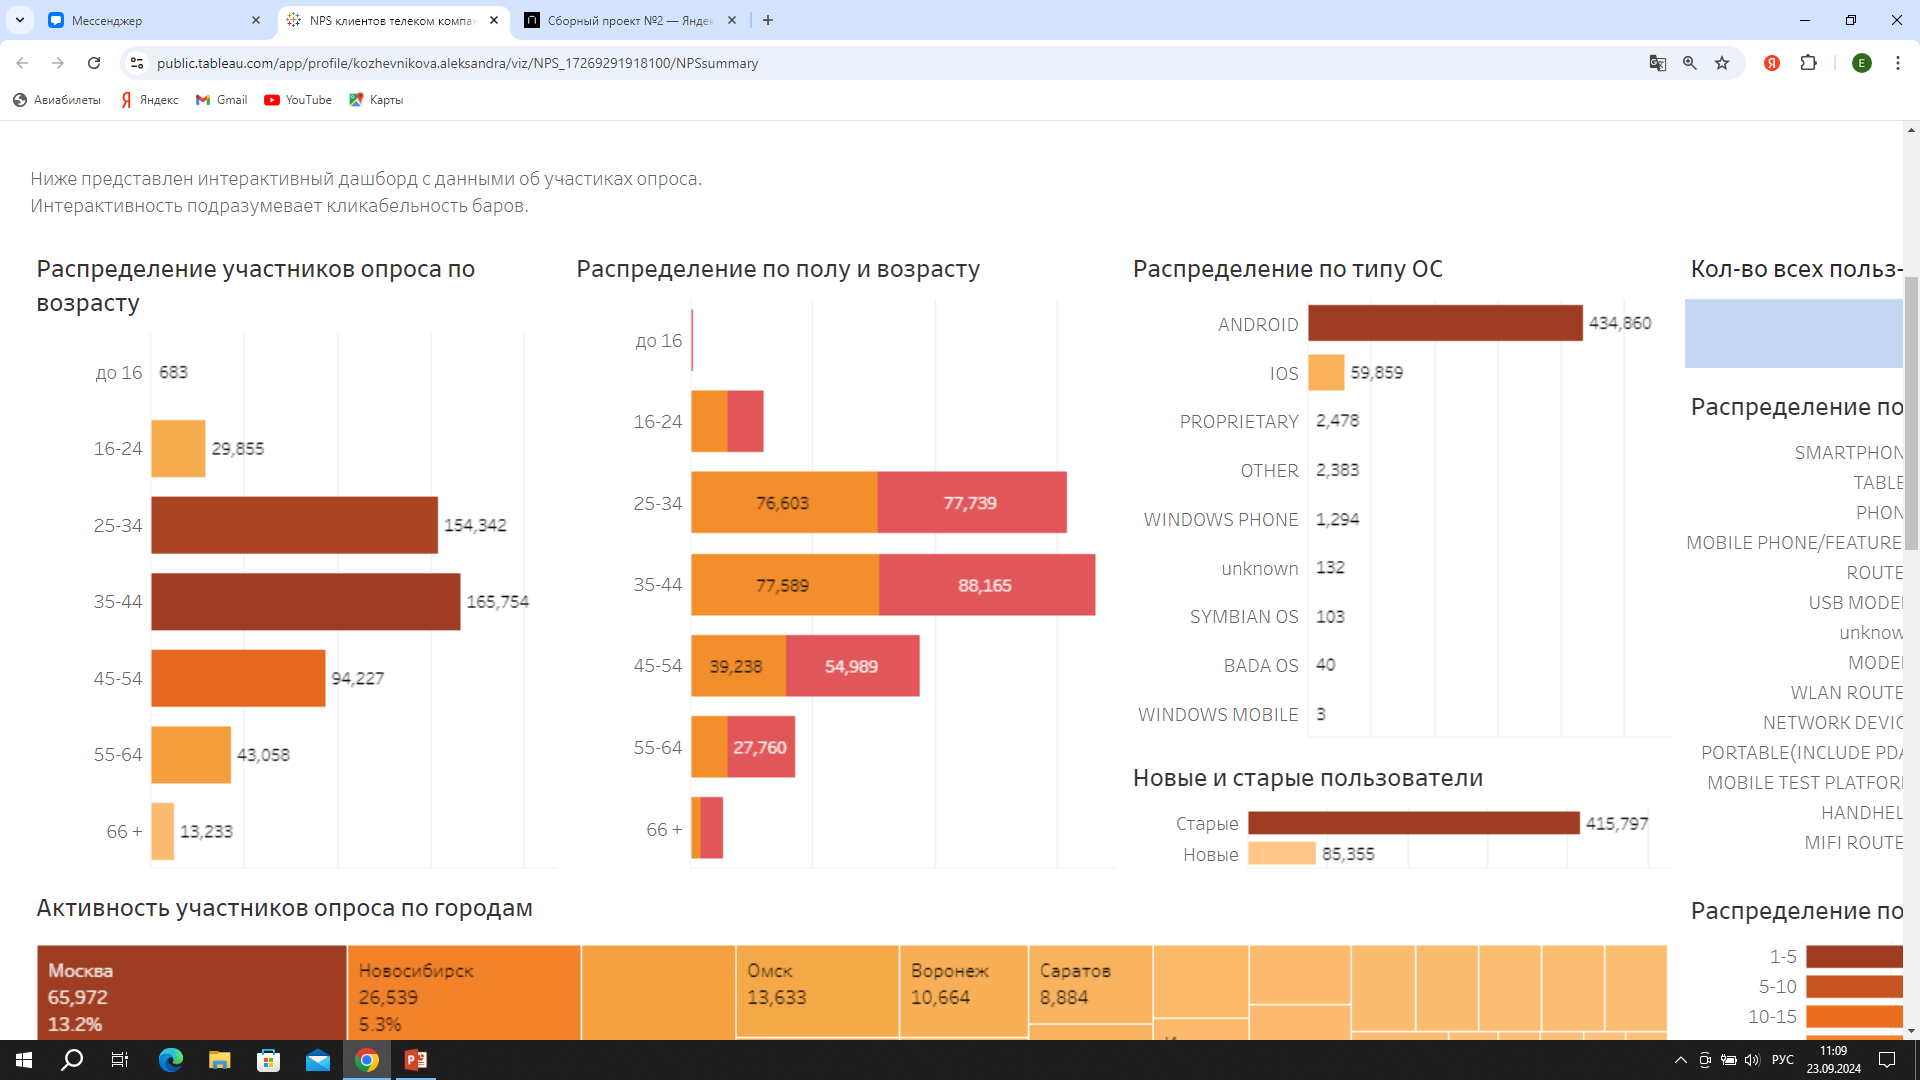 Мессенджер
NPS клиентов телеком компа
Сборный проект №2 — Яндек
public.tableau.com/app/profile/kozhevnikova.aleksandra/viz/NPS_17269291918100/NPSsummary
Я
E
Авиабилеты
Яндекс
Gmail
YouTube
Карты
Ниже представлен интерактивный дашборд с данными об участиках опроса.
Интерактивность подразумевает кликабельность баров.
Распределение участников опроса по
возрасту
до 16 683
16-24 29,855
25-34 154,342
35-44 165,754
45-54 94,227
55-64 43,058
66 + 13,233
Распределение по полу и возрасту
до 16
16-24
25-34 76,603 77,739
35-44 77,589 88,165
45-54 39,238 54,989
55-64 27,760
66 +
Распределение по типу ОС
ANDROID 434,860
IOS 59,859
PROPRIETARY 2,478
OTHER 2,383
WINDOWS PHONE 1,294
unknown 132
SYMBIAN OS 103
BADA OS 40
WINDOWS MOBILE 3
Новые и старые пользователи
Старые 415,797
Новые 85,355
Кол-во всех польз-
Распределение по
SMARTPHON
TABLE
PHON
MOBILE PHONE/FEATURE
ROUTE
USB MODE
unknow
MODE
WLAN ROUTE
NETWORK DEVIC
PORTABLE(INCLUDE PDA
MOBILE TEST PLATFOR
HANDHEL
MIFI ROUTE
Распределение по
1-5
5-10
10-15
Активность участников опроса по городам
Москва
65,972
13.2%
Новосибирск
26,539
5.3%
Омск
13,633
Воронеж
10,664
Саратов
8,884
РУС
11:09
23.09.2024